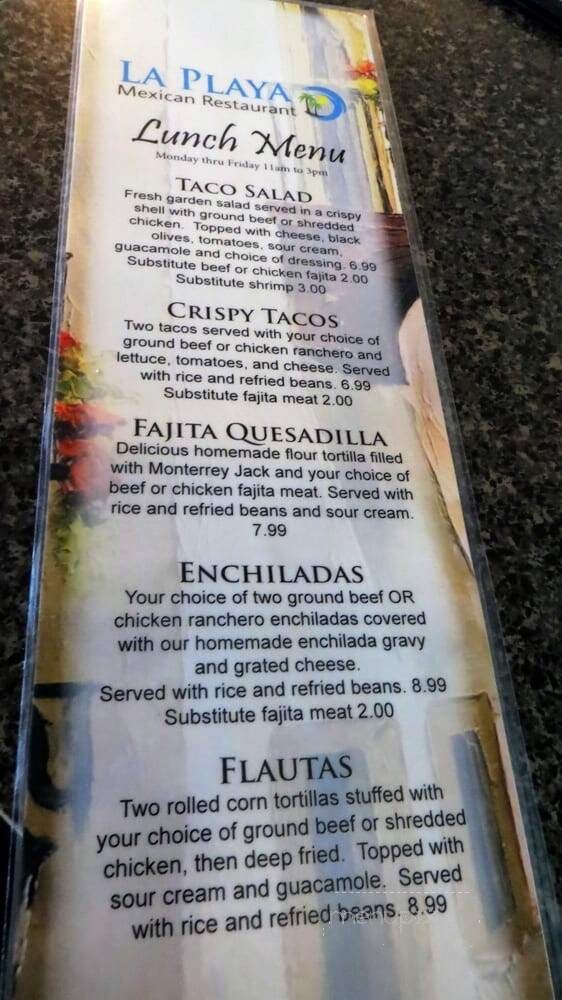 LA PLAYA
Mexican Restaurant
Lunch Menu
Monday thru Friday 11am to 3pm
TACO SALAD
Fresh garden salad served in a crispy
shell with ground beef or shredded
chicken. Topped with cheese, black
olives, tomatoes, sour cream,
guacamole and choice of dressing. 6.99
Substitute beef or chicken fajita 2.00
Substitute shrimp 3.00
CRISPY TACOS
Two tacos served with your choice of
ground beef or chicken ranchero and
lettuce, tomatoes, and cheese. Served
with rice and refried beans. 6.99
Substitute fajita meat 2.00
FAJITA QUESADILLA
Delicious homemade flour tortilla filled
with Monterrey Jack and your choice of
beef or chicken fajita meat. Served with
rice and refried beans and sour cream.
7.99
ENCHILADAS
Your choice of two ground beef OR
chicken ranchero enchiladas covered
with our homemade enchilada gravy
and grated cheese.
Served with rice and refried beans. 8.99
Substitute fajita meat 2.00
FLAUTAS
Two rolled corn tortillas stuffed with
your choice of ground beef or shredded
chicken, then deep fried. Topped with
sour cream and guacamole. Served
with rice and refried beans. 8.99